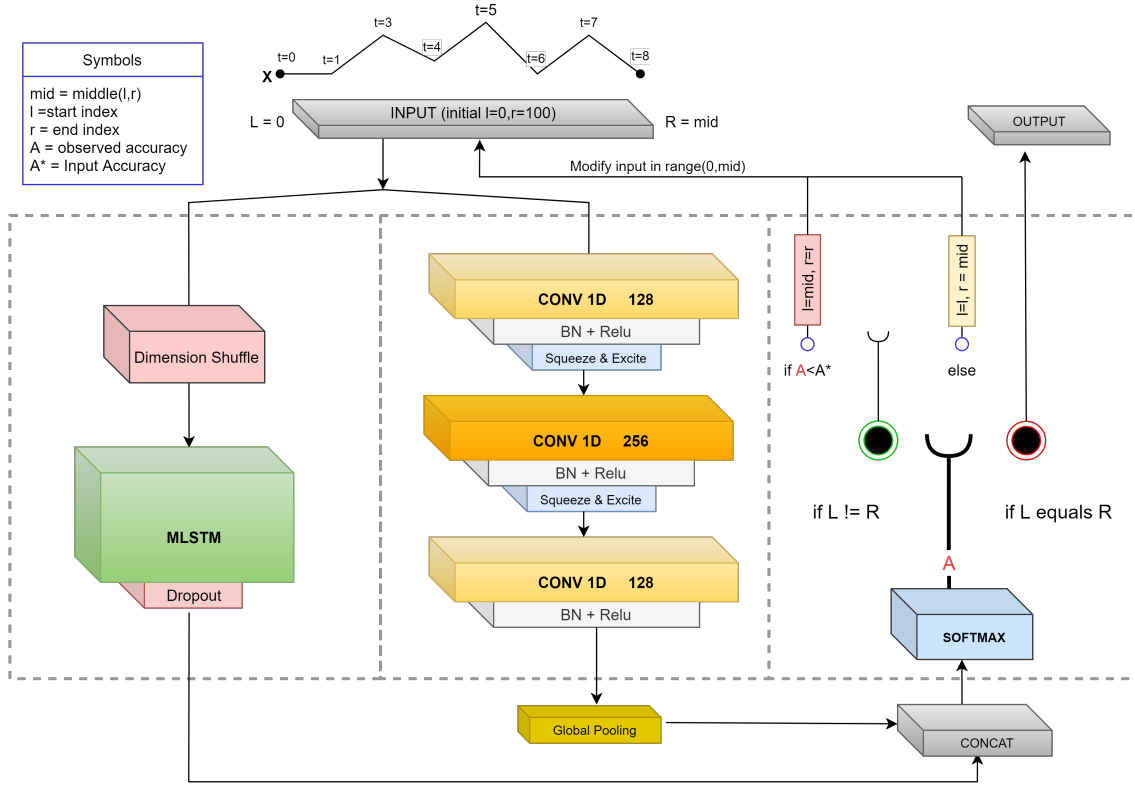 t=5
t=3
t=7
t=4
t=0
t=1
t=6
t=8
X
Symbols
mid = middle(l,r)
l =start index
r = end index
A = observed accuracy
A* = Input Accuracy
L = 0
INPUT (initial l=0,r=100)
R = mid
OUTPUT
Modify input in range(0,mid)
l=mid, r=r
l=l, r = mid
if A<A*
else
CONV 1D 128
BN + Relu
Squeeze & Excite
Dimension Shuffle
CONV 1D 256
BN + Relu
Squeeze & Excite
MLSTM
Dropout
CONV 1D 128
BN + Relu
if L != R
if L equals R
A
SOFTMAX
Global Pooling
CONCAT